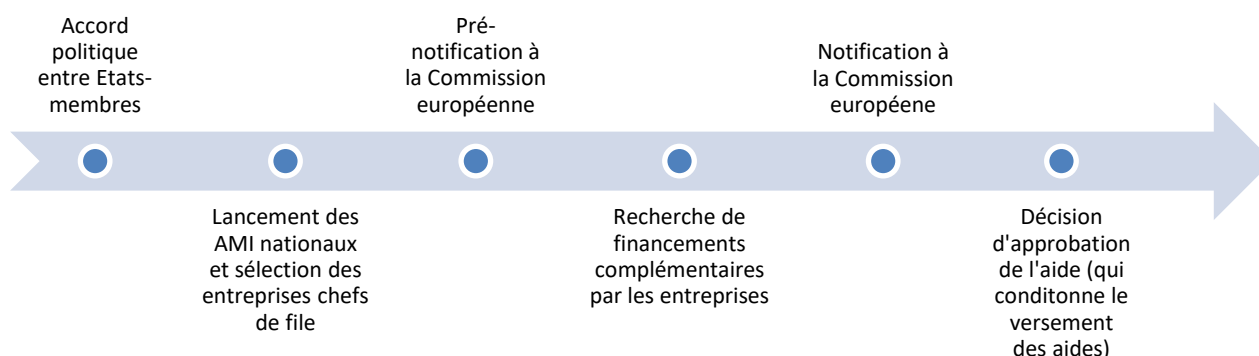 Accord
politique
entre Etats-
membres
Lancement des
AMI nationaux
et sélection des
entreprises chefs
de file
Pré-
notification à
la Commission
européenne
Recherche de
financements
complémentaires
par les entreprises
Notification à
la Commission
européene
Décision
d'approbation
de l'aide (qui
conditonne le
versement
des aides)